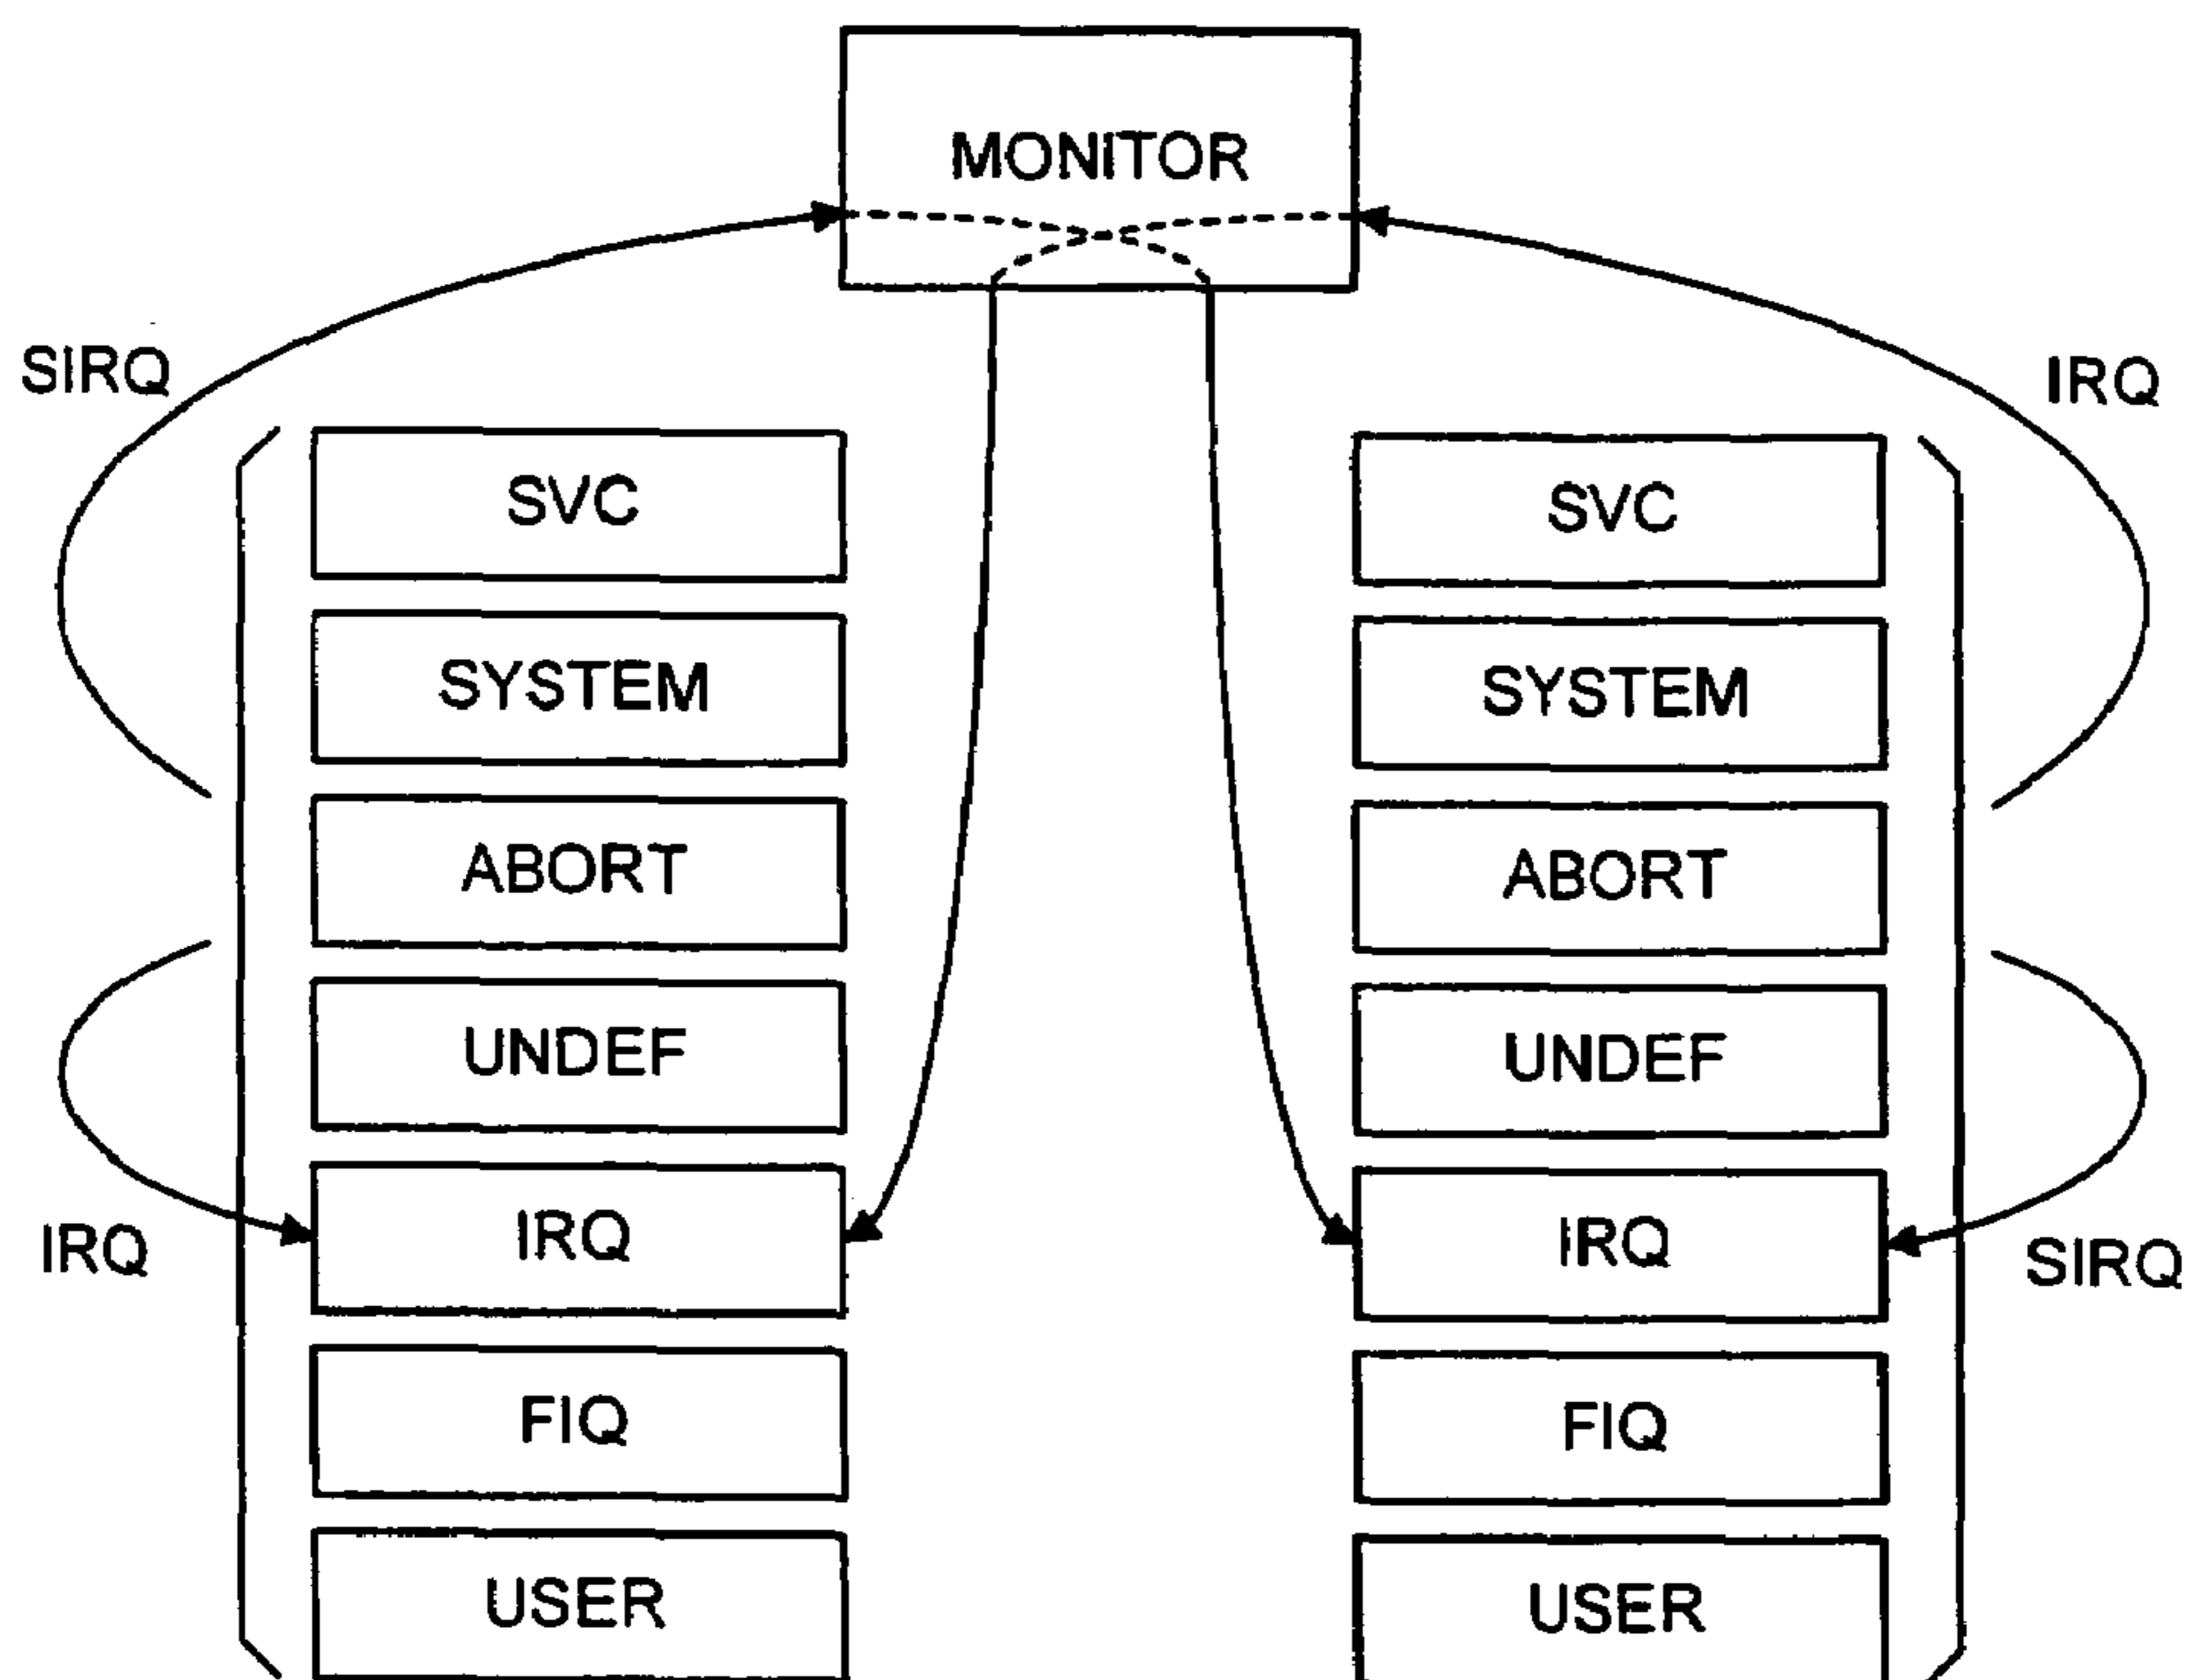 MONITOR
SIRQ
IRQ
SVC
SVC
SYSTEM
SYSTEM
ABORT
ABORT
UNDEF
UNDEF
IRQ
IRQ
IRQ
SIRQ
FIQ
FIQ
USER
USER